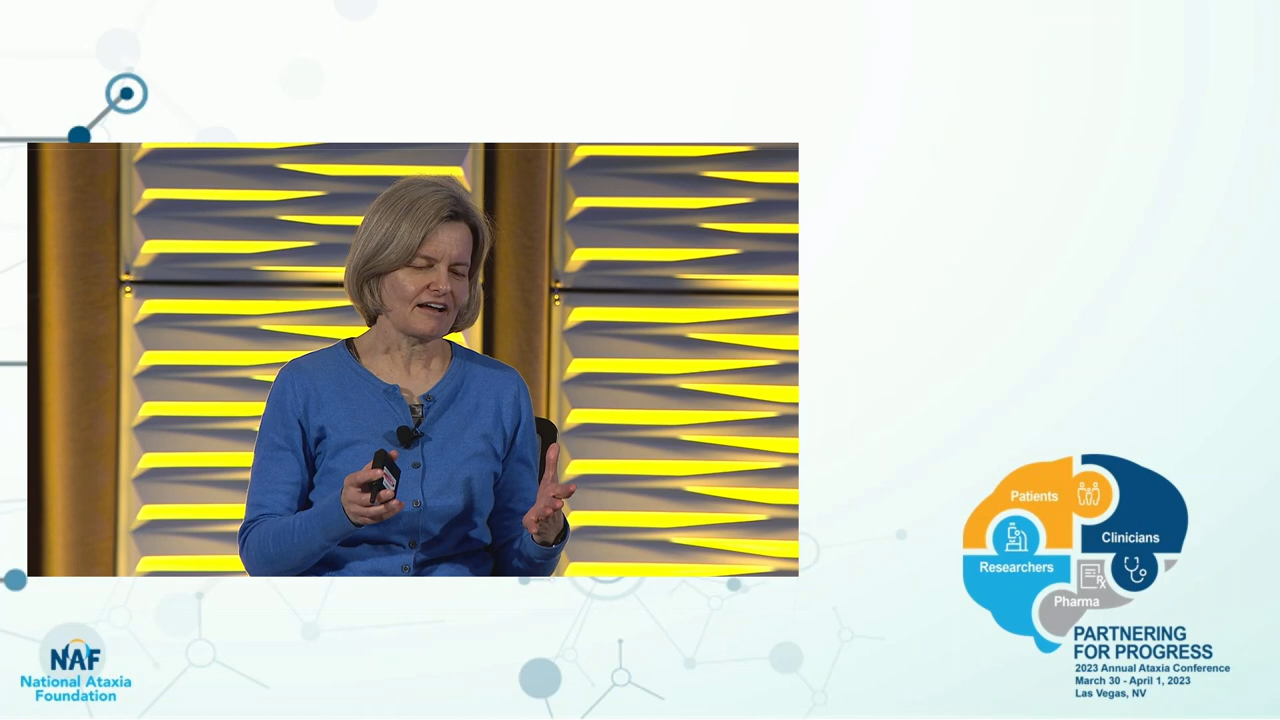 Patients
Clinicians
Researchers
Rx
Pharma
PARTNERING
FOR PROGRESS
2023 Annual Ataxia Conference
March 30 - April 1, 2023
Las Vegas, NV
NAF
National Ataxia
Foundation